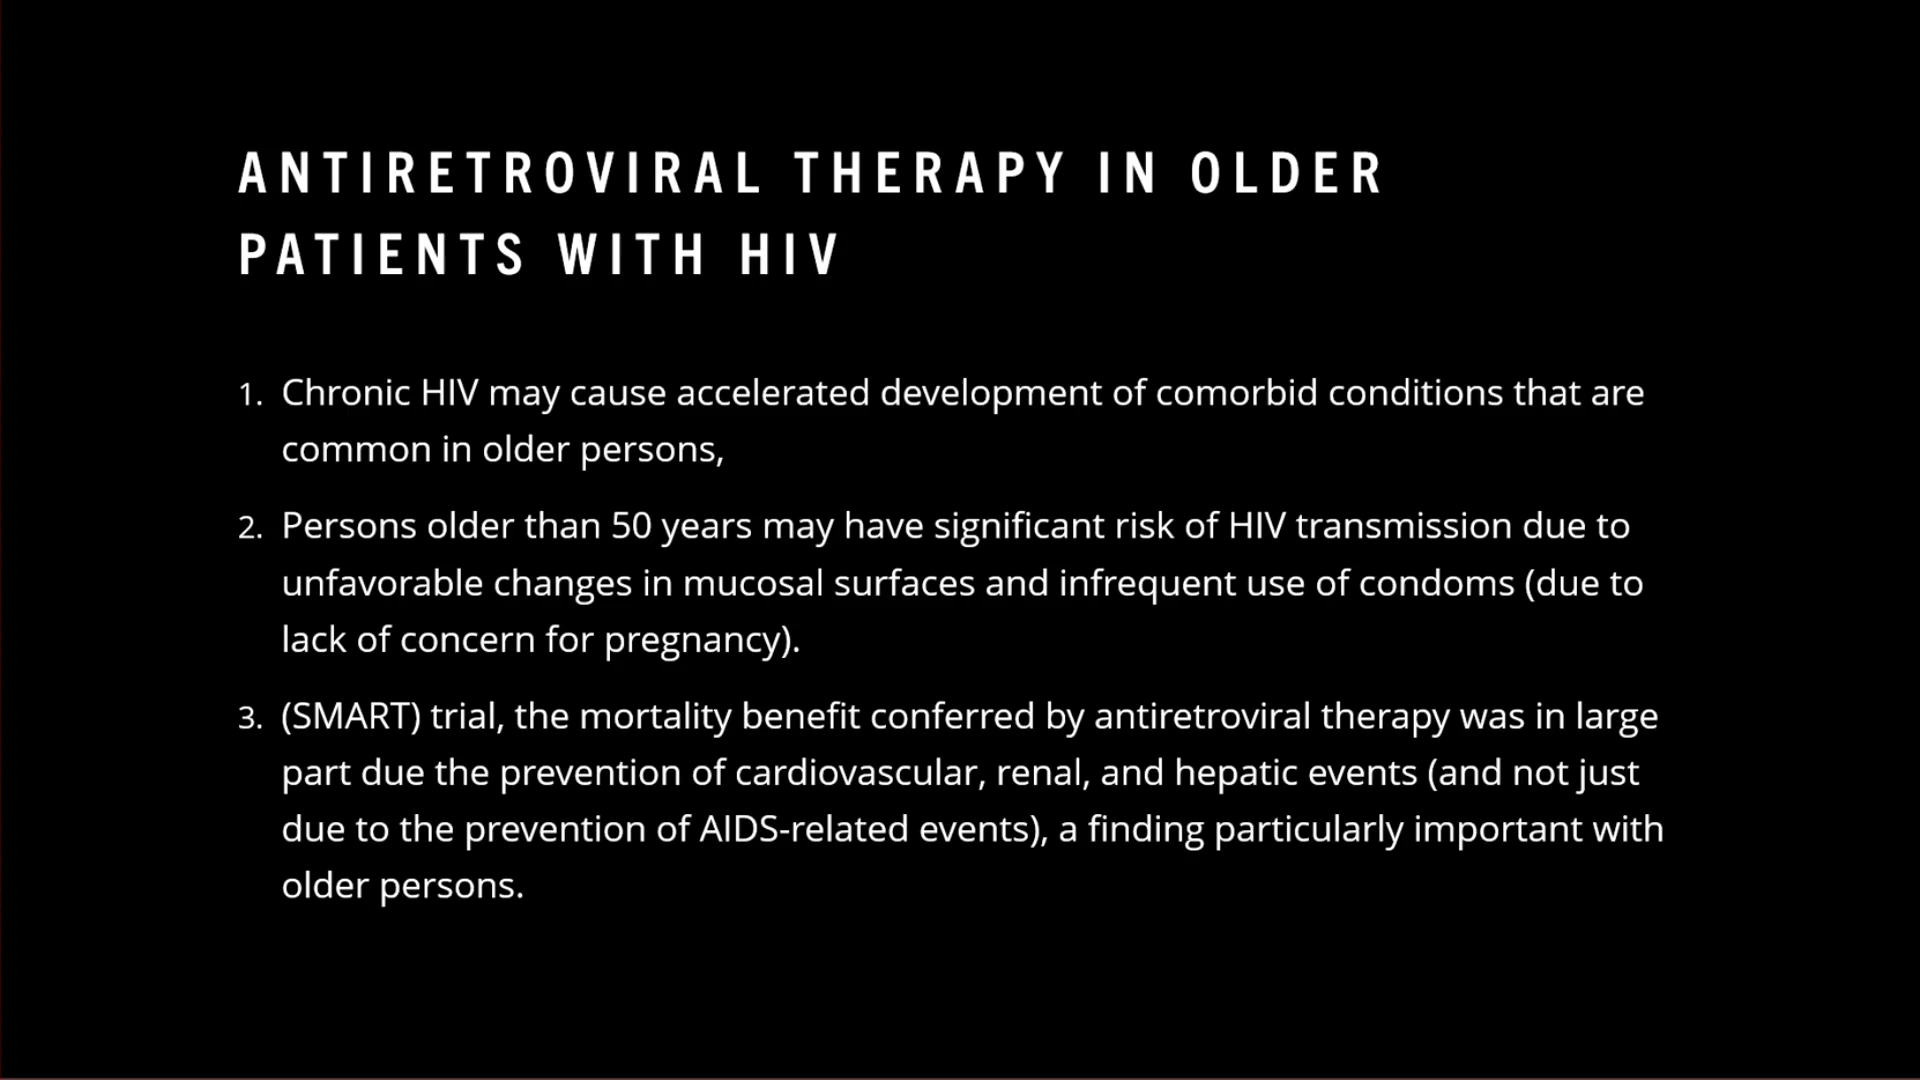 ANTIRETROVIRAL THERAPY IN OLDER
PATIENTS WITH HIV
1. Chronic HIV may cause accelerated development of comorbid conditions that are
common in older persons,
2. Persons older than 50 years may have significant risk of HIV transmission due to
unfavorable changes in mucosal surfaces and infrequent use of condoms (due to
lack of concern for pregnancy).
3. (SMART) trial, the mortality benefit conferred by antiretroviral therapy was in large
part due the prevention of cardiovascular, renal, and hepatic events (and not just
due to the prevention of AIDS-related events), a finding particularly important with
older persons.